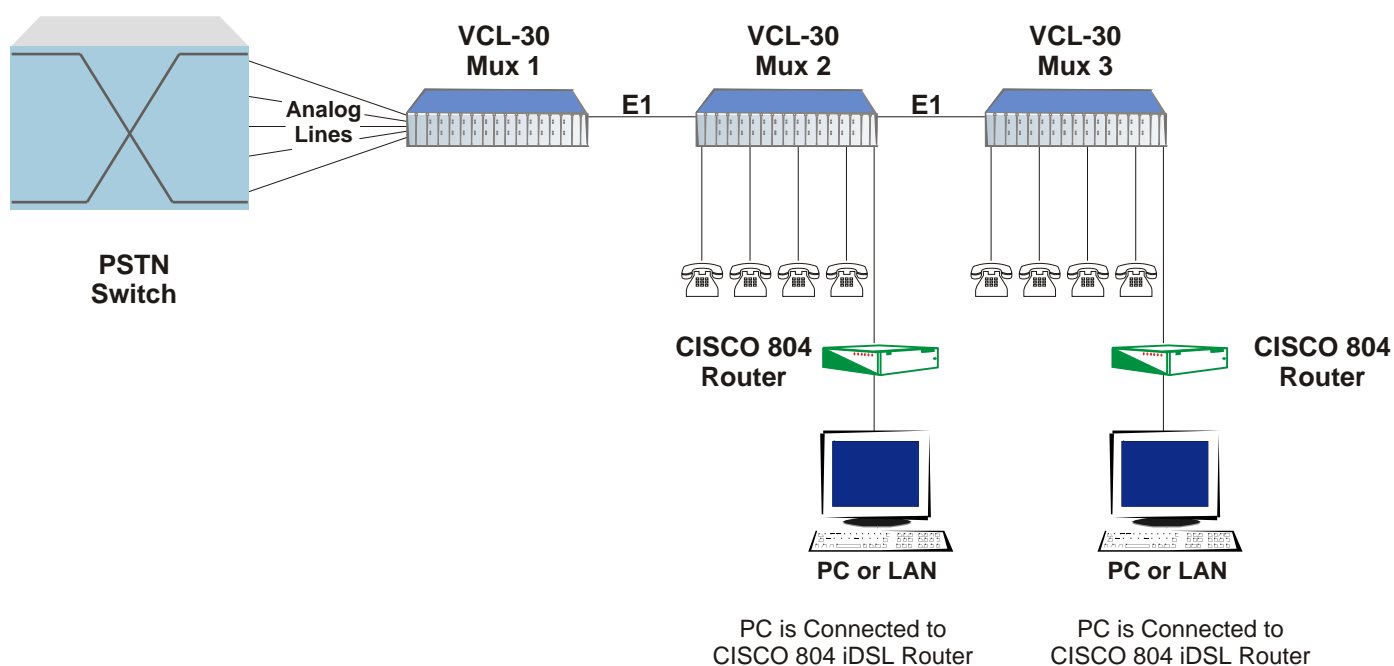 VCL-30
Mux 1
VCL-30
Mux 2
VCL-30
Mux 3
Analog
Lines
E1
E1
PSTN
Switch
CISCO 804
Router
CISCO 804
Router
PC or LAN
PC or LAN
PC is Connected to
CISCO 804 iDSL Router
PC is Connected to
CISCO 804 iDSL Router